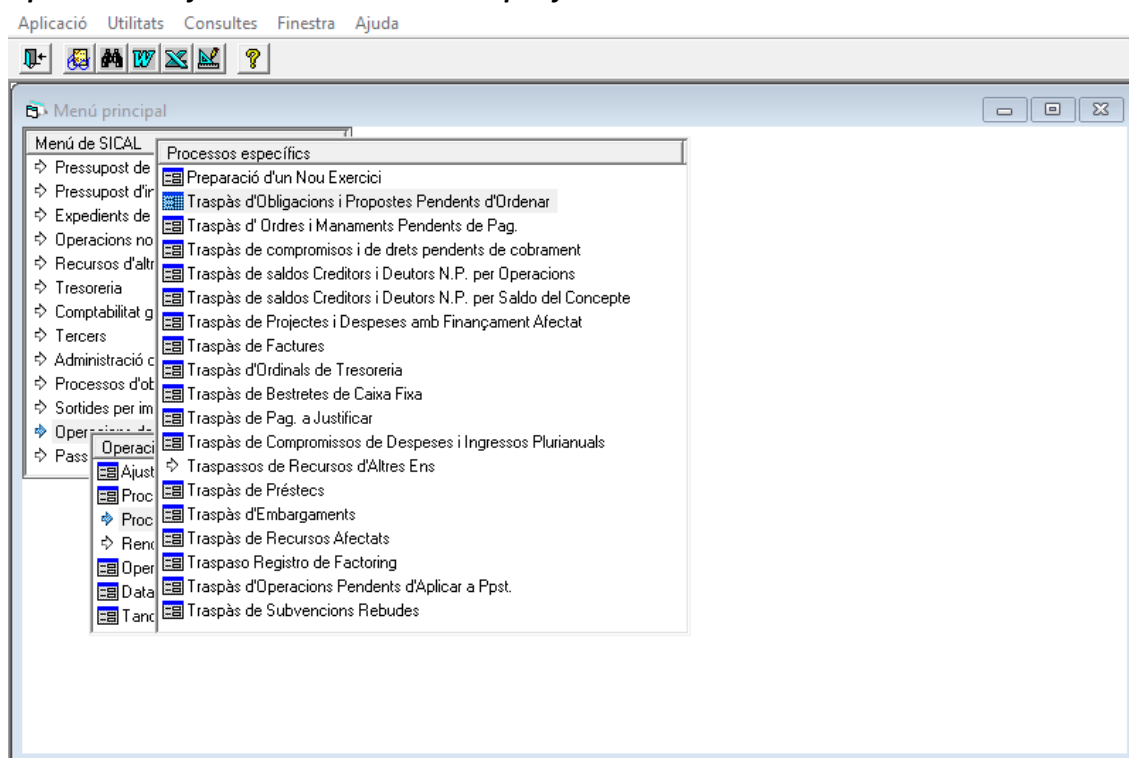 Aplicació Utilitats Consultes Finestra Ajuda
Menú principal
Menú de SICAL
Pressupost de
Pressupost d'in
Expedients de
Operacions no
Recursos d'altr
Tresoreria
Comptabilitat g
Tercers
Administració c
Processos d'ob
Sortides per im
Pass
Operaci
Ajust
Proc
Proc
Rend
Oper
Data
Tanc
Processos específics
Preparació d'un Nou Exercici
Traspàs d'Obligacions i Propostes Pendents d'Ordenar
Traspàs d' Ordres i Manaments Pendents de Pag.
Traspàs de compromisos i de drets pendents de cobrament
Traspàs de saldos Creditors i Deutors N.P. per Operacions
Traspàs de saldos Creditors i Deutors N.P. per Saldo del Concepte
Traspàs de Projectes i Despeses amb Finançament Afectat
Traspàs de Factures
Traspàs d'Ordinals de Tresoreria
Traspàs de Bestretes de Caixa Fixa
Traspàs de Pag. a Justificar
Traspàs de Compromissos de Despeses i Ingressos Plurianuals
Traspassos de Recursos d'Altres Ens
Traspàs de Préstecs
Traspàs d'Embargaments
Traspàs de Recursos Afectats
Traspaso Registro de Factoring
Traspàs d'Operacions Pendents d'Aplicar a Ppst.
Traspàs de Subvencions Rebudes